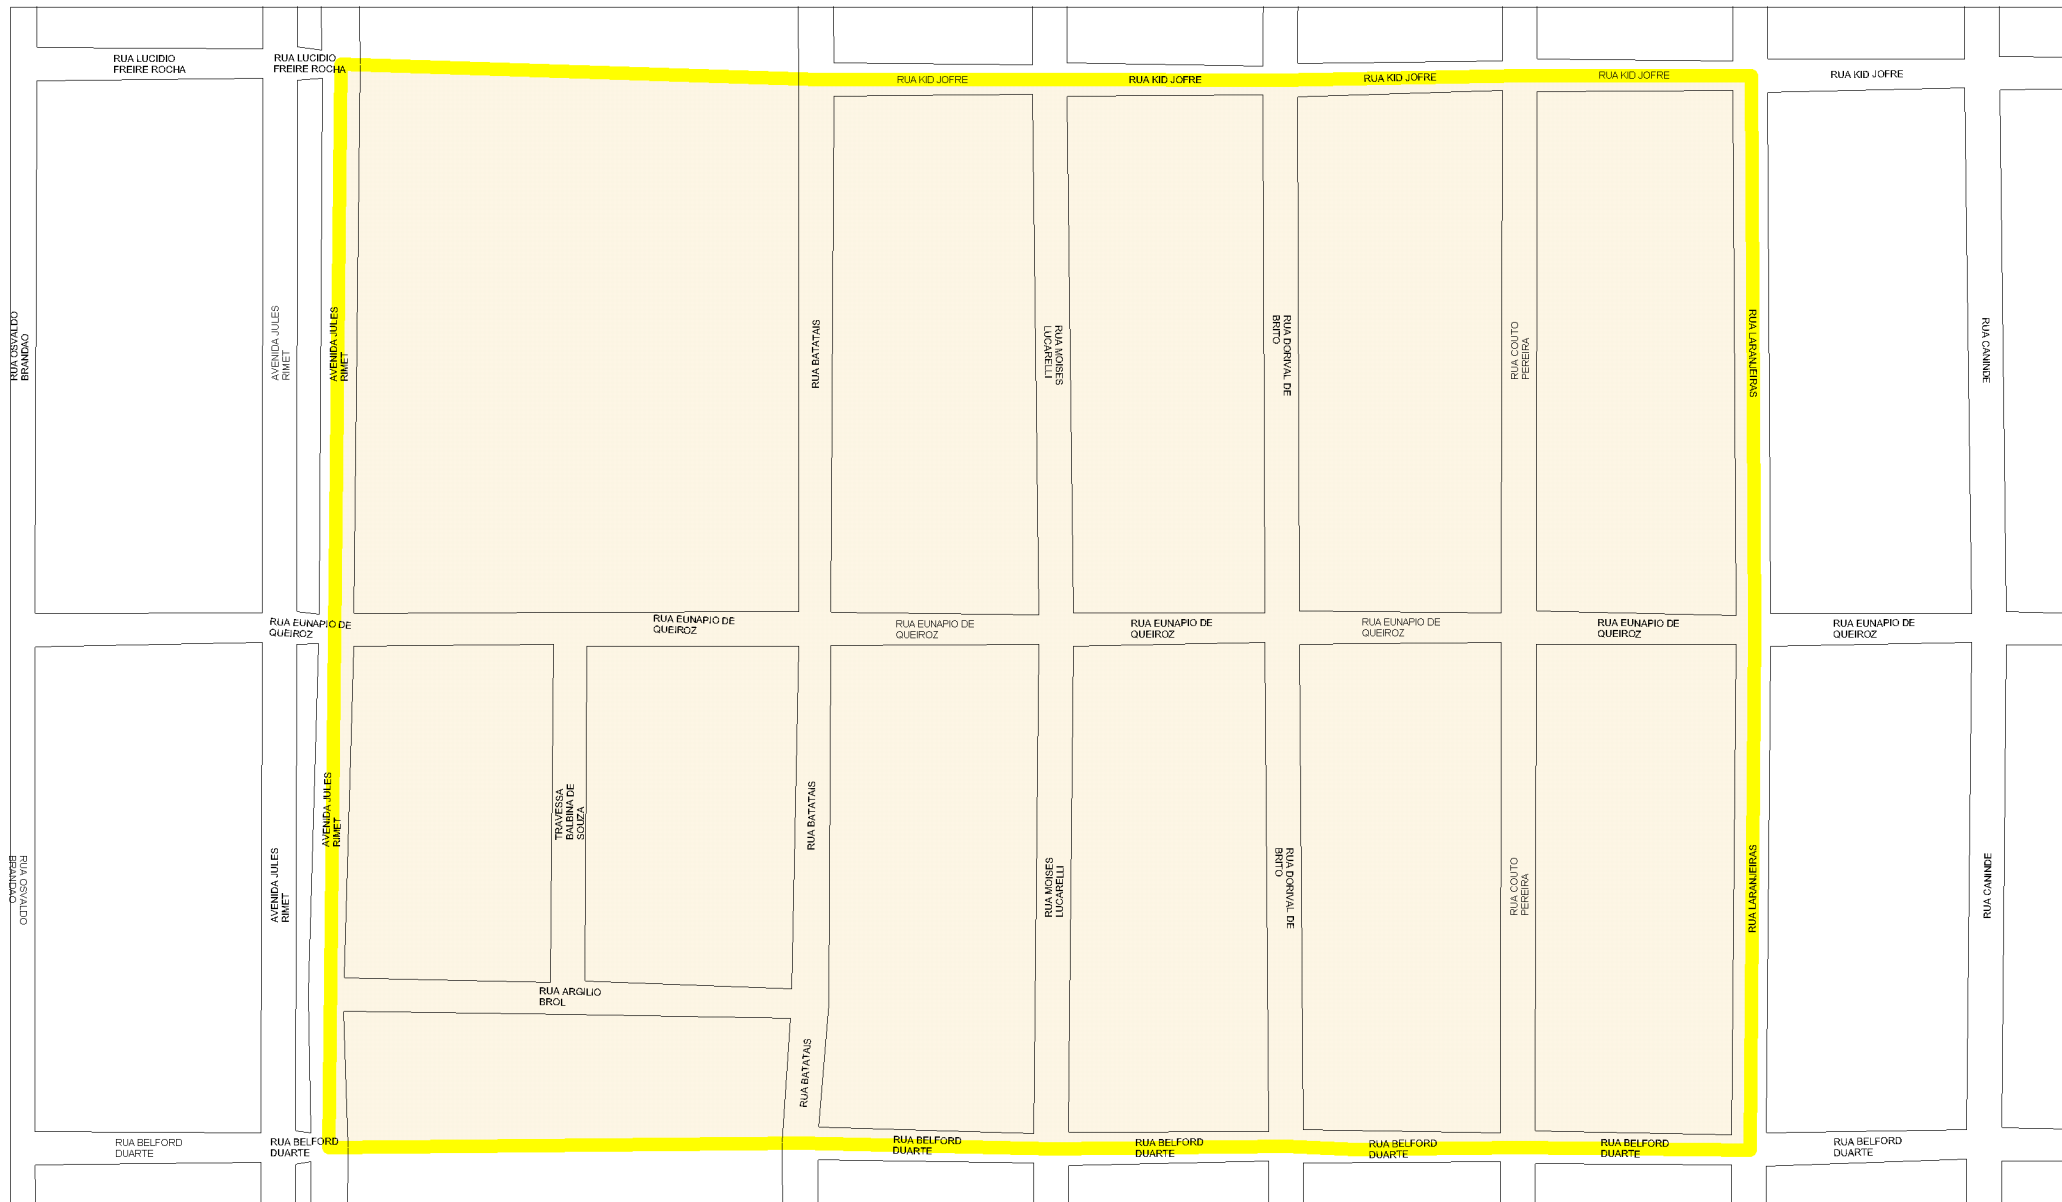 RUA LUCIDIO
FREIRE ROCHA
RUA LUCIDIO
FREIRE ROCHA
RUA KID JOFRE
RUA KID JOFRE
RUA KID JOFRE
RUA KID JOFRE
RUA KID JOFRE
RUA OSVALDO
BRANDAO
AVENIDA JULES
RIMET
AVENIDA JULES
RIMET
RUA BATATAIS
RUA MOISES
LUCARELLI
RUA DORIVAL DE
BRITO
RUA COUTO
PEREIRA
RUA LARANJEIRAS
RUA CANINDE
RUA EUNAPIO DE
QUEIROZ
RUA EUNAPIO DE
QUEIROZ
RUA EUNAPIO DE
QUEIROZ
RUA EUNAPIO DE
QUEIROZ
RUA EUNAPIO DE
QUEIROZ
RUA EUNAPIO DE
QUEIROZ
RUA EUNAPIO DE
QUEIROZ
RUA OSVALDO
BRANDAO
AVENIDA JULES
RIMET
AVENIDA JULES
RIMET
TRAVESSA
BALBINA DE
SOUZA
RUA BATATAIS
RUA MOISES
LUCARELLI
RUA DORIVAL DE
BRITO
RUA COUTO
PEREIRA
RUA LARANJEIRAS
RUA CANINDE
RUA ARGILIO
BROL
RUA BATATAIS
RUA BELFORD
DUARTE
RUA BELFORD
DUARTE
RUA BELFORD
DUARTE
RUA BELFORD
DUARTE
RUA BELFORD
DUARTE
RUA BELFORD
DUARTE
RUA BELFORD
DUARTE